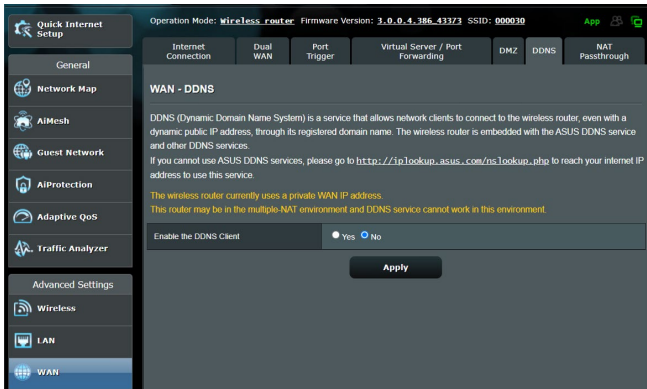 Quick Internet
Setup
Operation Mode: Wireless router Firmware Version: 3.0.0.4.386_43373 SSID: 000030
App
General
Internet
Connection
Dual
WAN
Port
Trigger
Virtual Server / Port
Forwarding
DMZ
DDNS
NAT
Passthrough
Network Map
AiMesh
Guest Network
AiProtection
Adaptive QoS
Traffic Analyzer
Advanced Settings
Wireless
LAN
WAN
WAN - DDNS
DDNS (Dynamic Domain Name System) is a service that allows network clients to connect to the wireless router, even with a
dynamic public IP address, through its registered domain name. The wireless router is embedded with the ASUS DDNS service
and other DDNS services.
If you cannot use ASUS DDNS services, please go to http://iplookup.asus.com/nslookup.php to reach your internet IP
address to use this service.
The wireless router currently uses a private WAN IP address.
This router may be in the multiple-NAT environment and DDNS service cannot work in this environment.
Enable the DDNS Client
Yes No
Apply